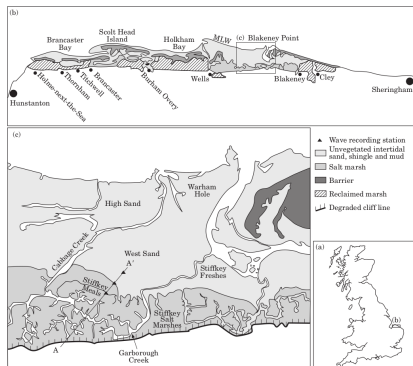 (b)
Brancaster
Bay
Scolt Head
Island
Holkham Bay
MLW
(c)
Blakeney Point
Hunstanton
Holme-next-the-Sea
Thornham
Titchwell
Brancaster
Burham Overy
Wells
Blakeney
Cley
Sheringham
(c)
High Sand
Warham
Hole
Cabbage Creek
West Sand
A'
Stiffkey
Meals
Stiffkey
Freshes
Stiffkey
Salt
Marshes
A
Garborough
Creek
Wave recording station
Unvegetated intertidal
sand, shingle and mud
Salt marsh
Barrier
Reclaimed marsh
Degraded cliff line
(a)
(b)